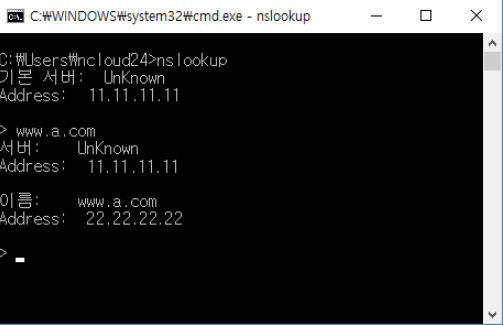 C:₩WINDOWS₩system32₩cmd.exe - nslookup
C:₩Users₩ncloud24>nslookup
기본 서버:  UnKnown
Address:  11.11.11.11
> www.a.com
서버:    UnKnown
Address:  11.11.11.11
이름:    www.a.com
Address:  22.22.22.22
>